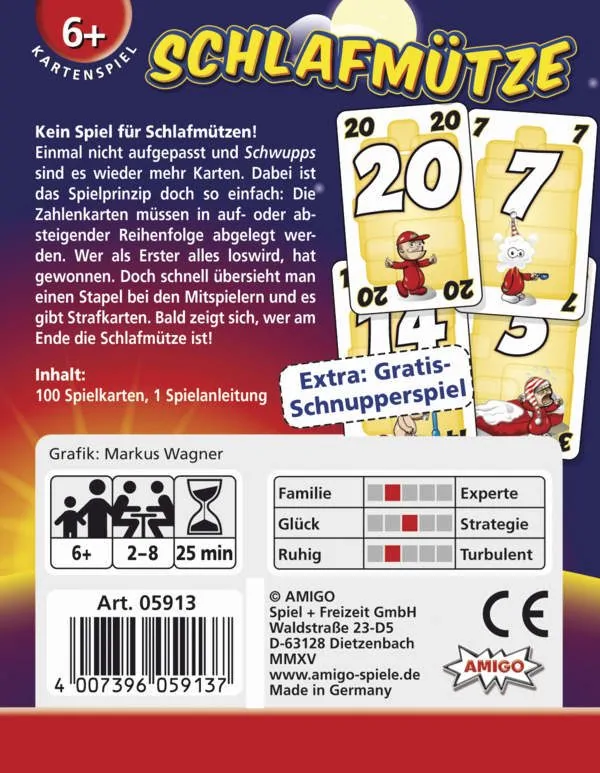 6+
KARTENSPIEL
SCHLAFMÜTZE
Kein Spiel für Schlafmützen!
Einmal nicht aufgepasst und Schwupps
sind es wieder mehr Karten. Dabei ist
das Spielprinzip doch so einfach: Die
Zahlenkarten müssen in auf- oder ab-
steigender Reihenfolge abgelegt wer-
den. Wer als Erster alles loswird, hat
gewonnen. Doch schnell übersieht man
einen Stapel bei den Mitspielern und es
gibt Strafkarten. Bald zeigt sich, wer am
Ende die Schlafmütze ist!
Inhalt:
100 Spielkarten, 1 Spielanleitung
20 20
20
20 20
7 7
7
7
14
5
3
Extra: Gratis-
Schnupperspiel
Grafik: Markus Wagner
6+ 2–8 25 min
Familie Experte
Glück Strategie
Ruhig Turbulent
Art. 05913
4 007396 059137
© AMIGO
Spiel + Freizeit GmbH
Waldstraße 23-D5
D-63128 Dietzenbach
MMXV
www.amigo-spiele.de
Made in Germany
CE
AMIGO